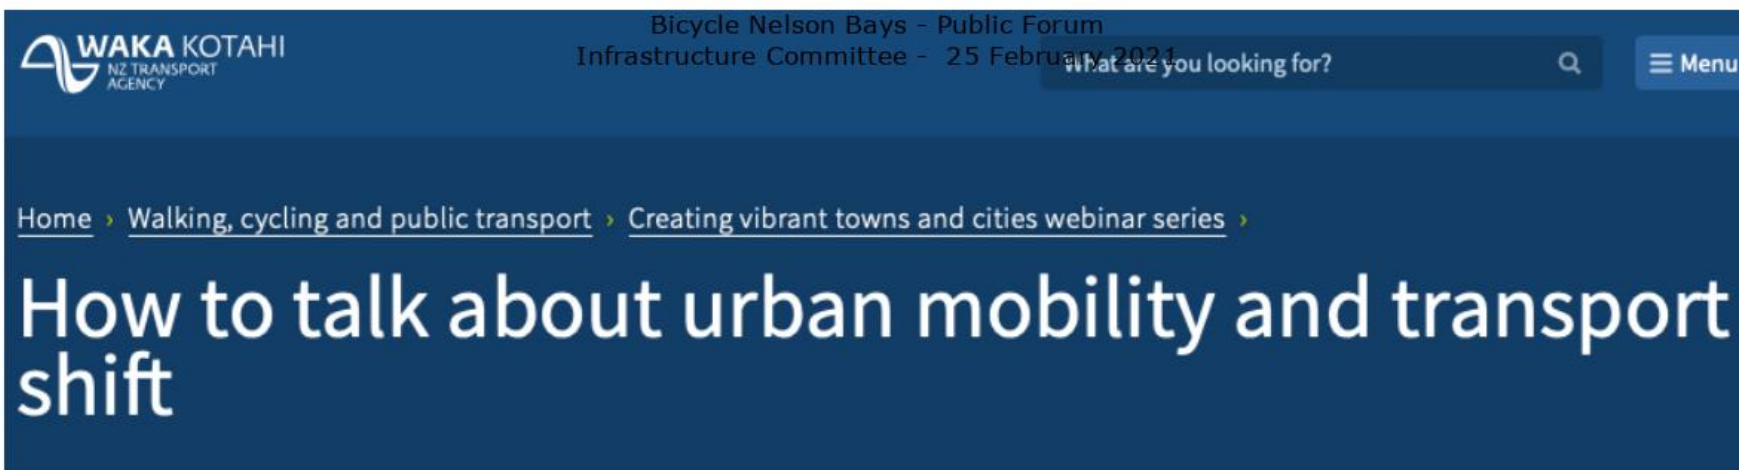 Bicycle Nelson Bays - Public Forum
Infrastructure Committee - 25 February 2021
WAKA KOTAHI
NZ TRANSPORT
AGENCY
What are you looking for?
Menu
Home › Walking, cycling and public transport › Creating vibrant towns and cities webinar series ›
How to talk about urban mobility and transport
shift